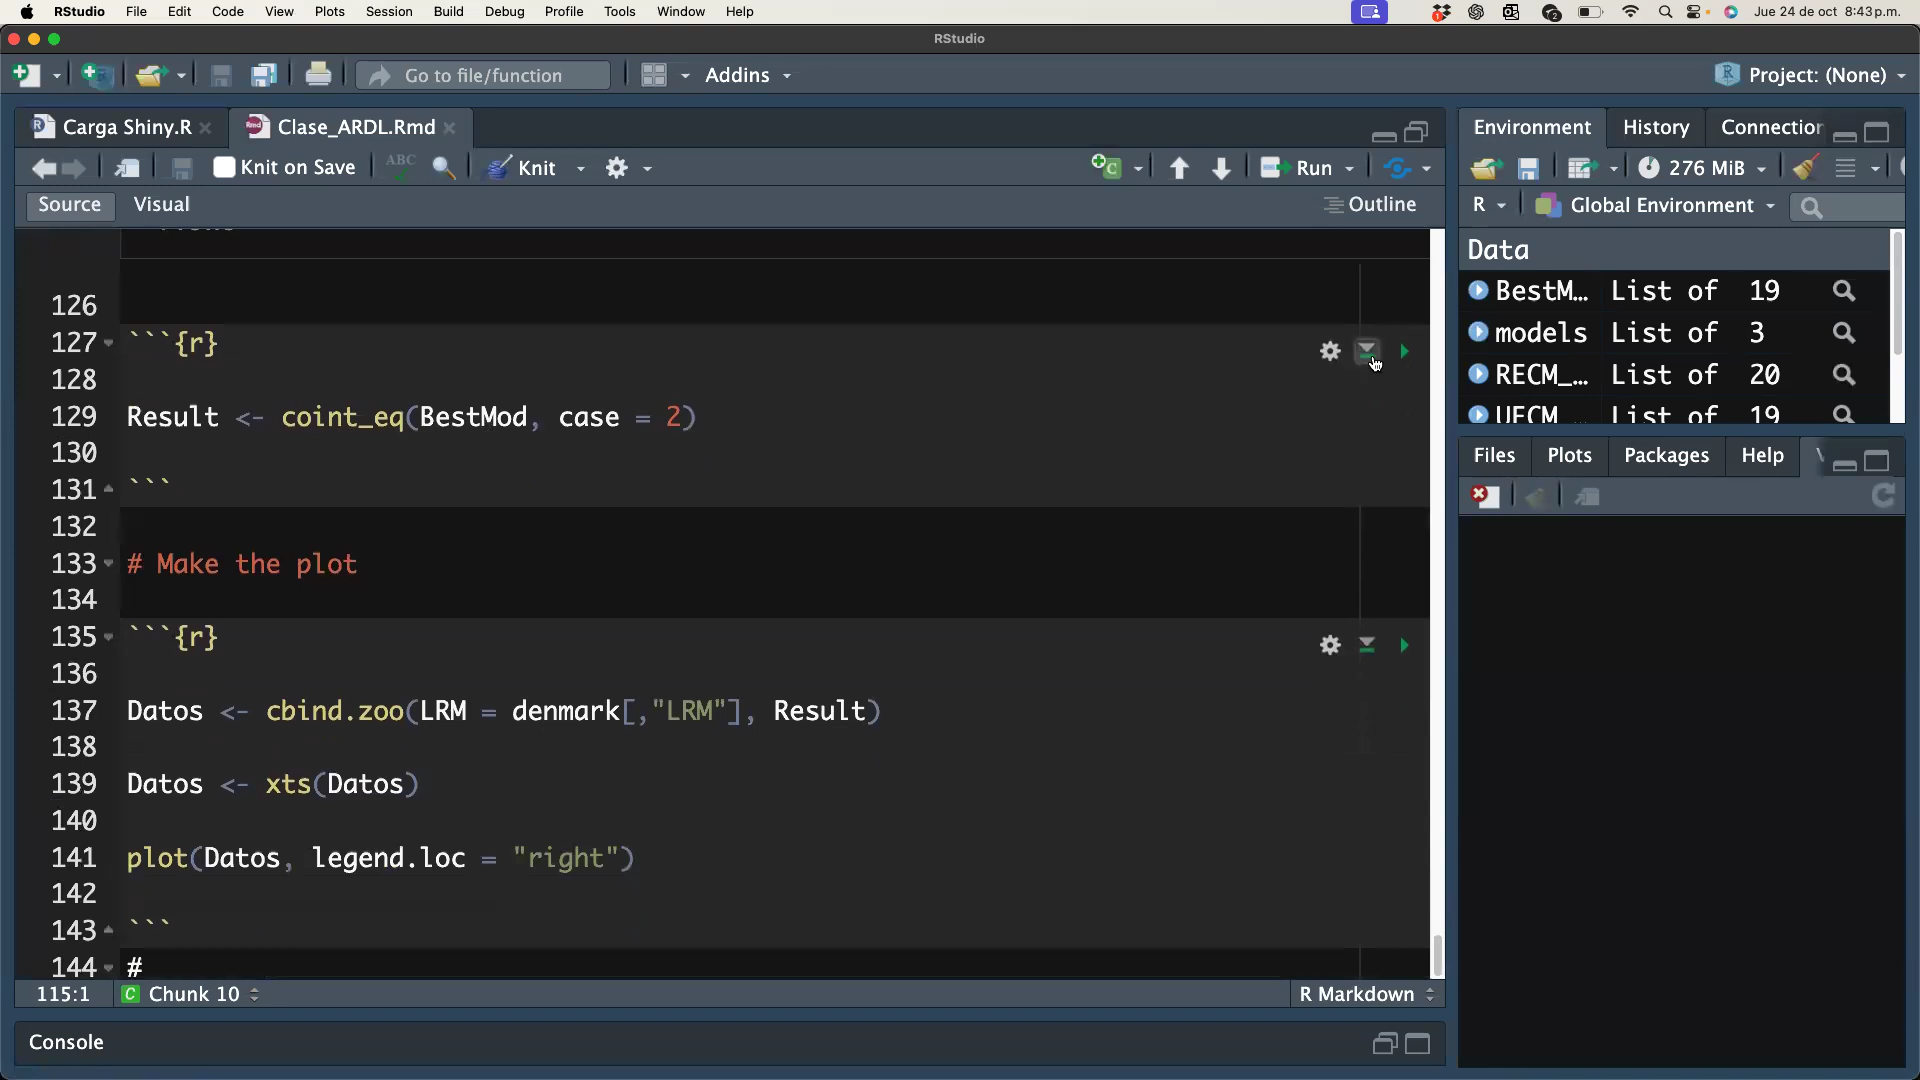 RStudio File Edit Code View Plots Session Build Debug Profile Tools Window Help Jue 24 de oct 8:43 p.m.
RStudio
Go to file/function Addins Project: (None)
Carga Shiny.R Clase_ARDL.Rmd
Knit on Save ABC Knit Run
Source Visual Outline
126
127 ```{r}
128
129 Result <- coint_eq(BestMod, case = 2)
130
131 ```
132
133 # Make the plot
134
135 ```{r}
136
137 Datos <- cbind.zoo(LRM = denmark[,"LRM"], Result)
138
139 Datos <- xts(Datos)
140
141 plot(Datos, legend.loc = "right")
142
143 ```
144 #
115:1 C Chunk 10 R Markdown
Console
Environment History Connection
276 MiB
R Global Environment
Data
BestM… List of 19
models List of 3
RECM_… List of 20
UECM_ List of 19
Files Plots Packages Help